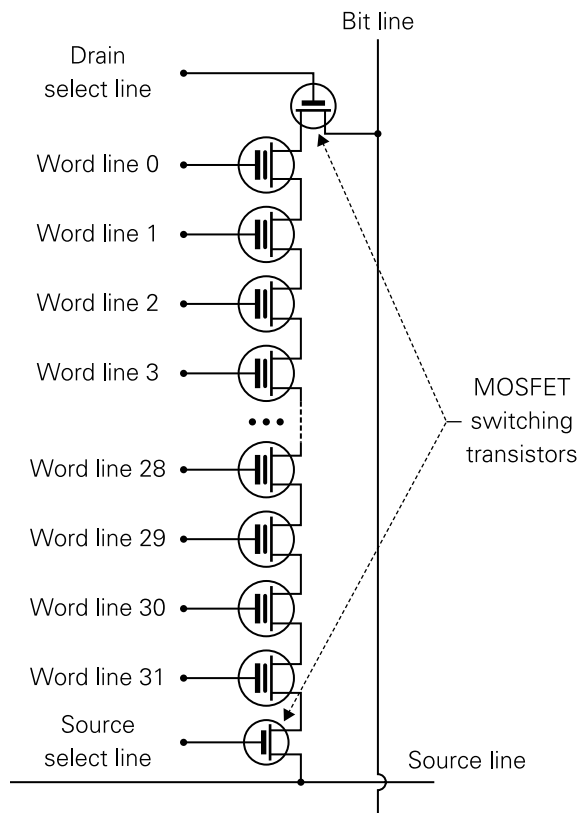 Bit line
Drain
select line
Word line 0
Word line 1
Word line 2
Word line 3
MOSFET
switching
transistors
Word line 28
Word line 29
Word line 30
Word line 31
Source
select line
Source line